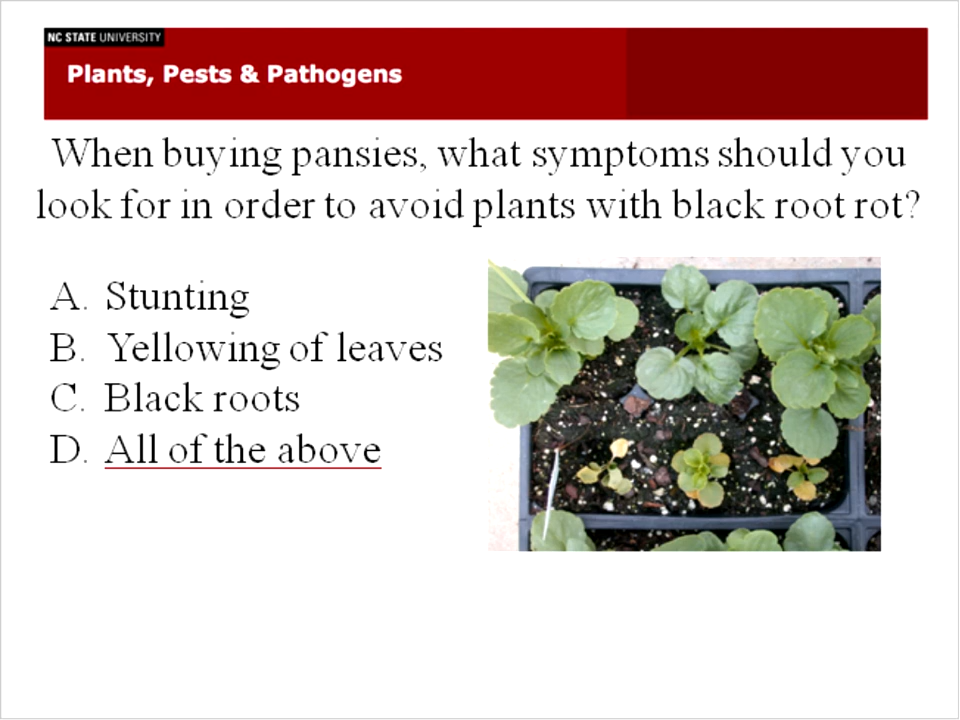 NC STATE UNIVERSITY
Plants, Pests & Pathogens
When buying pansies, what symptoms should you
look for in order to avoid plants with black root rot?
A. Stunting
B. Yellowing of leaves
C. Black roots
D. All of the above